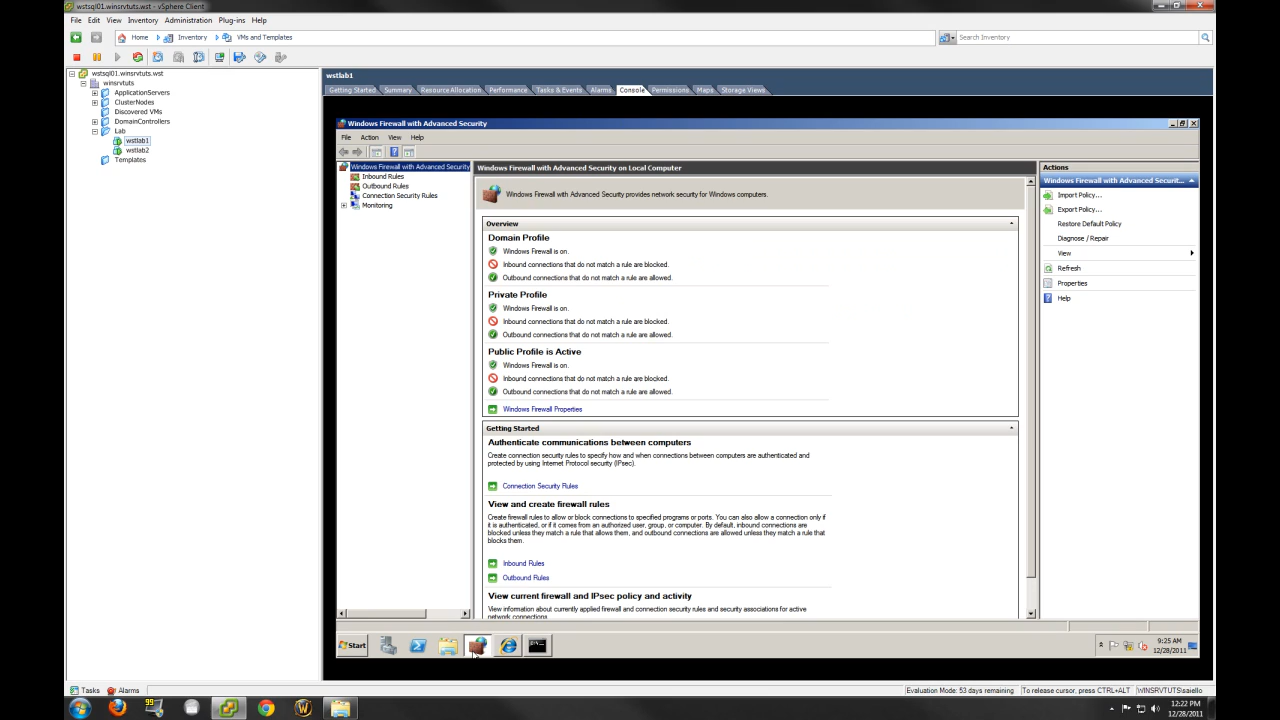 wstsql01.winsrvtuts.wst - vSphere Client
File Edit View Inventory Administration Plug-ins Help
Home Inventory VMs and Templates Search Inventory
wstsql01.winsrvtuts.wst
winsrvtuts
ApplicationServers
ClusterNodes
Discovered VMs
DomainControllers
Lab
wstlab1
wstlab2
Templates
wstlab1
Getting Started Summary Resource Allocation Performance Tasks & Events Alarms Console Permissions Maps Storage Views
Windows Firewall with Advanced Security
File Action View Help
Windows Firewall with Advanced Security
Inbound Rules
Outbound Rules
Connection Security Rules
Monitoring
Windows Firewall with Advanced Security on Local Computer
Windows Firewall with Advanced Security provides network security for Windows computers.
Overview
Domain Profile
Windows Firewall is on.
Inbound connections that do not match a rule are blocked.
Outbound connections that do not match a rule are allowed.
Private Profile
Windows Firewall is on.
Inbound connections that do not match a rule are blocked.
Outbound connections that do not match a rule are allowed.
Public Profile is Active
Windows Firewall is on.
Inbound connections that do not match a rule are blocked.
Outbound connections that do not match a rule are allowed.
Windows Firewall Properties
Getting Started
Authenticate communications between computers
Create connection security rules to specify how and when connections between computers are authenticated and
protected by using Internet Protocol security (IPsec).
Connection Security Rules
View and create firewall rules
Create firewall rules to allow or block connections to specified programs or ports. You can also allow a connection only if
it is authenticated, or if it comes from an authorized user, group, or computer. By default, inbound connections are
blocked unless they match a rule that allows them, and outbound connections are allowed unless they match a rule that
blocks them.
Inbound Rules
Outbound Rules
View current firewall and IPsec policy and activity
View information about currently applied firewall and connection security rules and security associations for active
network connections.
Actions
Windows Firewall with Advanced Securit...
Import Policy...
Export Policy...
Restore Default Policy
Diagnose / Repair
View
Refresh
Properties
Help
Start
9:25 AM
12/28/2011
Tasks Alarms
Evaluation Mode: 53 days remaining To release cursor, press CTRL+ALT WINSRVTUTS\saiello
99
12:22 PM
12/28/2011